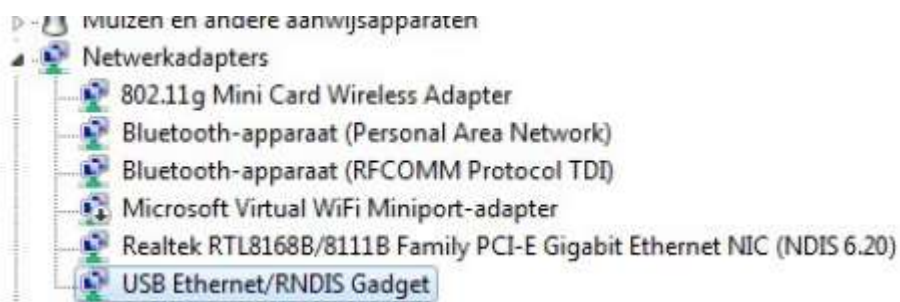 Muizen en andere aanwijsapparaten
Netwerkadapters
802.11g Mini Card Wireless Adapter
Bluetooth-apparaat (Personal Area Network)
Bluetooth-apparaat (RFCOMM Protocol TDI)
Microsoft Virtual WiFi Miniport-adapter
Realtek RTL8168B/8111B Family PCI-E Gigabit Ethernet NIC (NDIS 6.20)
USB Ethernet/RNDIS Gadget